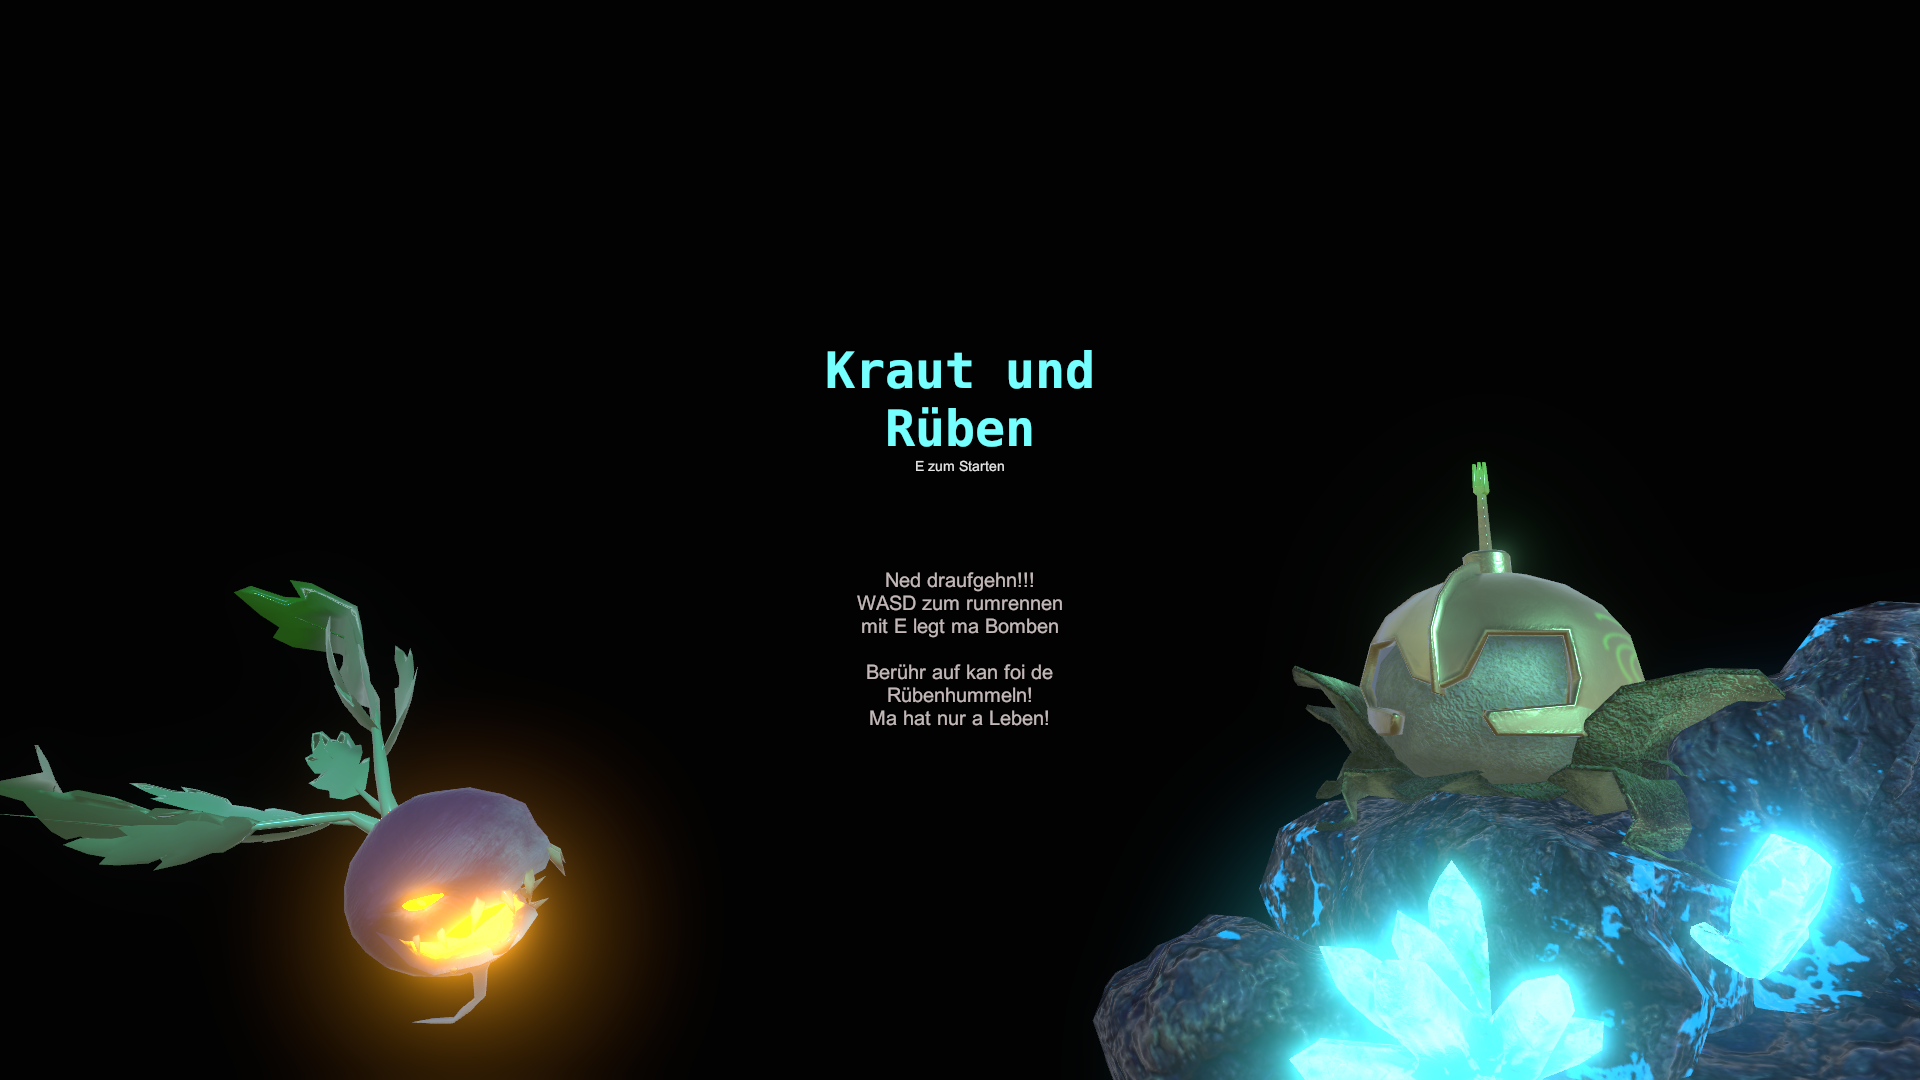 Kraut und
Rüben
E zum Starten
Ned draufgehn!!!
WASD zum rumrennen
mit E legt ma Bomben
Berühr auf kan foi de
Rübenhummeln!
Ma hat nur a Leben!